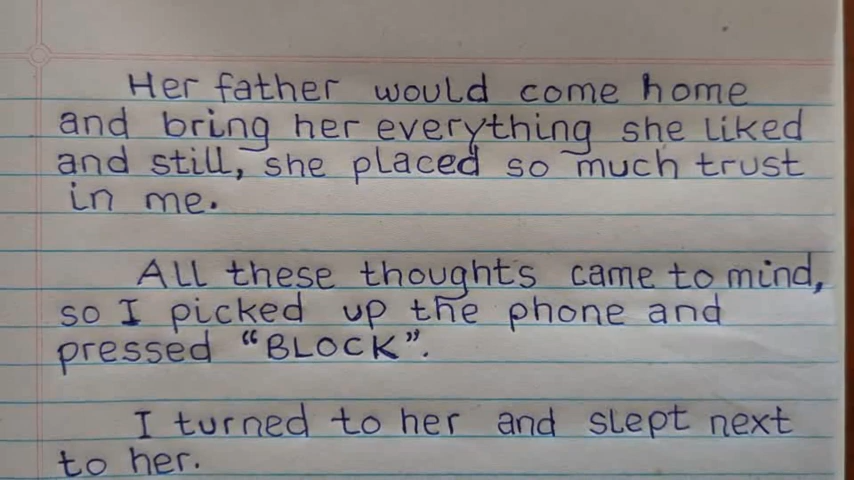 Her father would come home
and bring her everything she liked
and still, she placed so much trust
in me.
All these thoughts came to mind,
so I picked up the phone and
pressed "BLOCK".
I turned to her and slept next
to her.